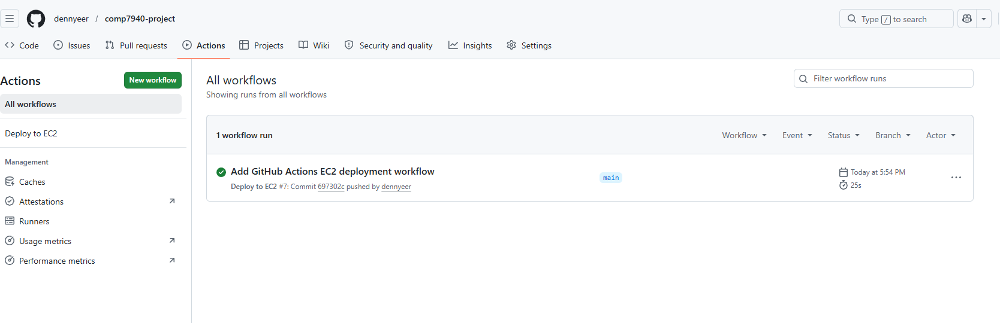 dennyeer / comp7940-project
Type / to search
Code
Issues
Pull requests
Actions
Projects
Wiki
Security and quality
Insights
Settings
Actions
New workflow
All workflows
Deploy to EC2
Management
Caches
Attestations
Runners
Usage metrics
Performance metrics
All workflows
Showing runs from all workflows
Filter workflow runs
1 workflow run
Workflow
Event
Status
Branch
Actor
Add GitHub Actions EC2 deployment workflow
Deploy to EC2 #7: Commit 697302c pushed by dennyeer
main
Today at 5:54 PM
25s